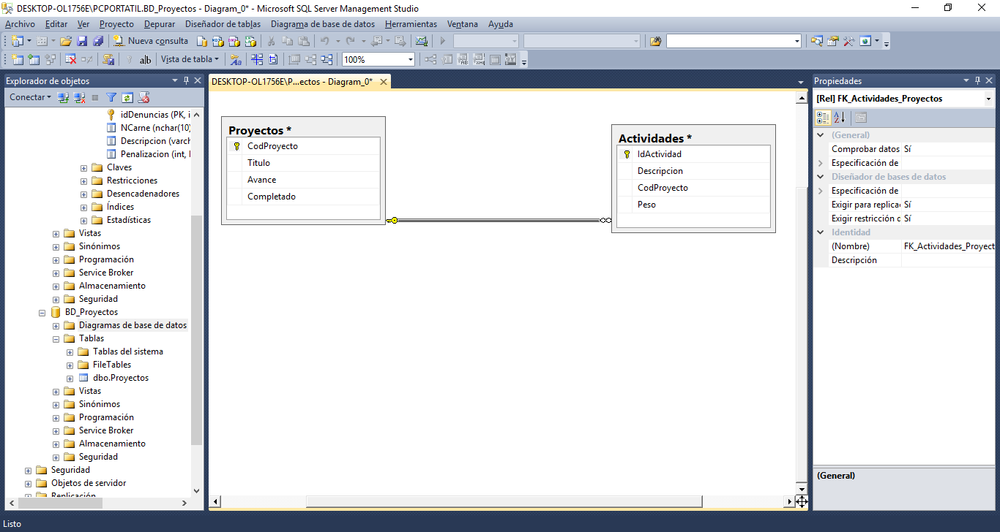 DESKTOP-OL1756E\PCPORTATIL.BD_Proyectos - Diagram_0* - Microsoft SQL Server Management Studio
Archivo Editar Ver Proyecto Depurar Diseñador de tablas Diagrama de base de datos Herramientas Ventana Ayuda
Nueva consulta
Vista de tabla
100%
Explorador de objetos
Conectar
idDenuncias (PK, i
NCarne (nchar(10)
Descripcion (varch
Penalizacion (int, I
Claves
Restricciones
Desencadenadores
Índices
Estadísticas
Vistas
Sinónimos
Programación
Service Broker
Almacenamiento
Seguridad
BD_Proyectos
Diagramas de base de datos
Tablas
Tablas del sistema
FileTables
dbo.Proyectos
Vistas
Sinónimos
Programación
Service Broker
Almacenamiento
Seguridad
Seguridad
Objetos de servidor
Replicación
DESKTOP-OL1756E\P...ectos - Diagram_0*
Proyectos *
CodProyecto
Titulo
Avance
Completado
Actividades *
IdActividad
Descripcion
CodProyecto
Peso
Propiedades
[Rel] FK_Actividades_Proyectos
(General)
Comprobar datos Sí
Especificación de
Diseñador de bases de datos
Especificación de
Exigir para replica Sí
Exigir restricción d Sí
Identidad
(Nombre) FK_Actividades_Proyect
Descripción
(General)
Listo